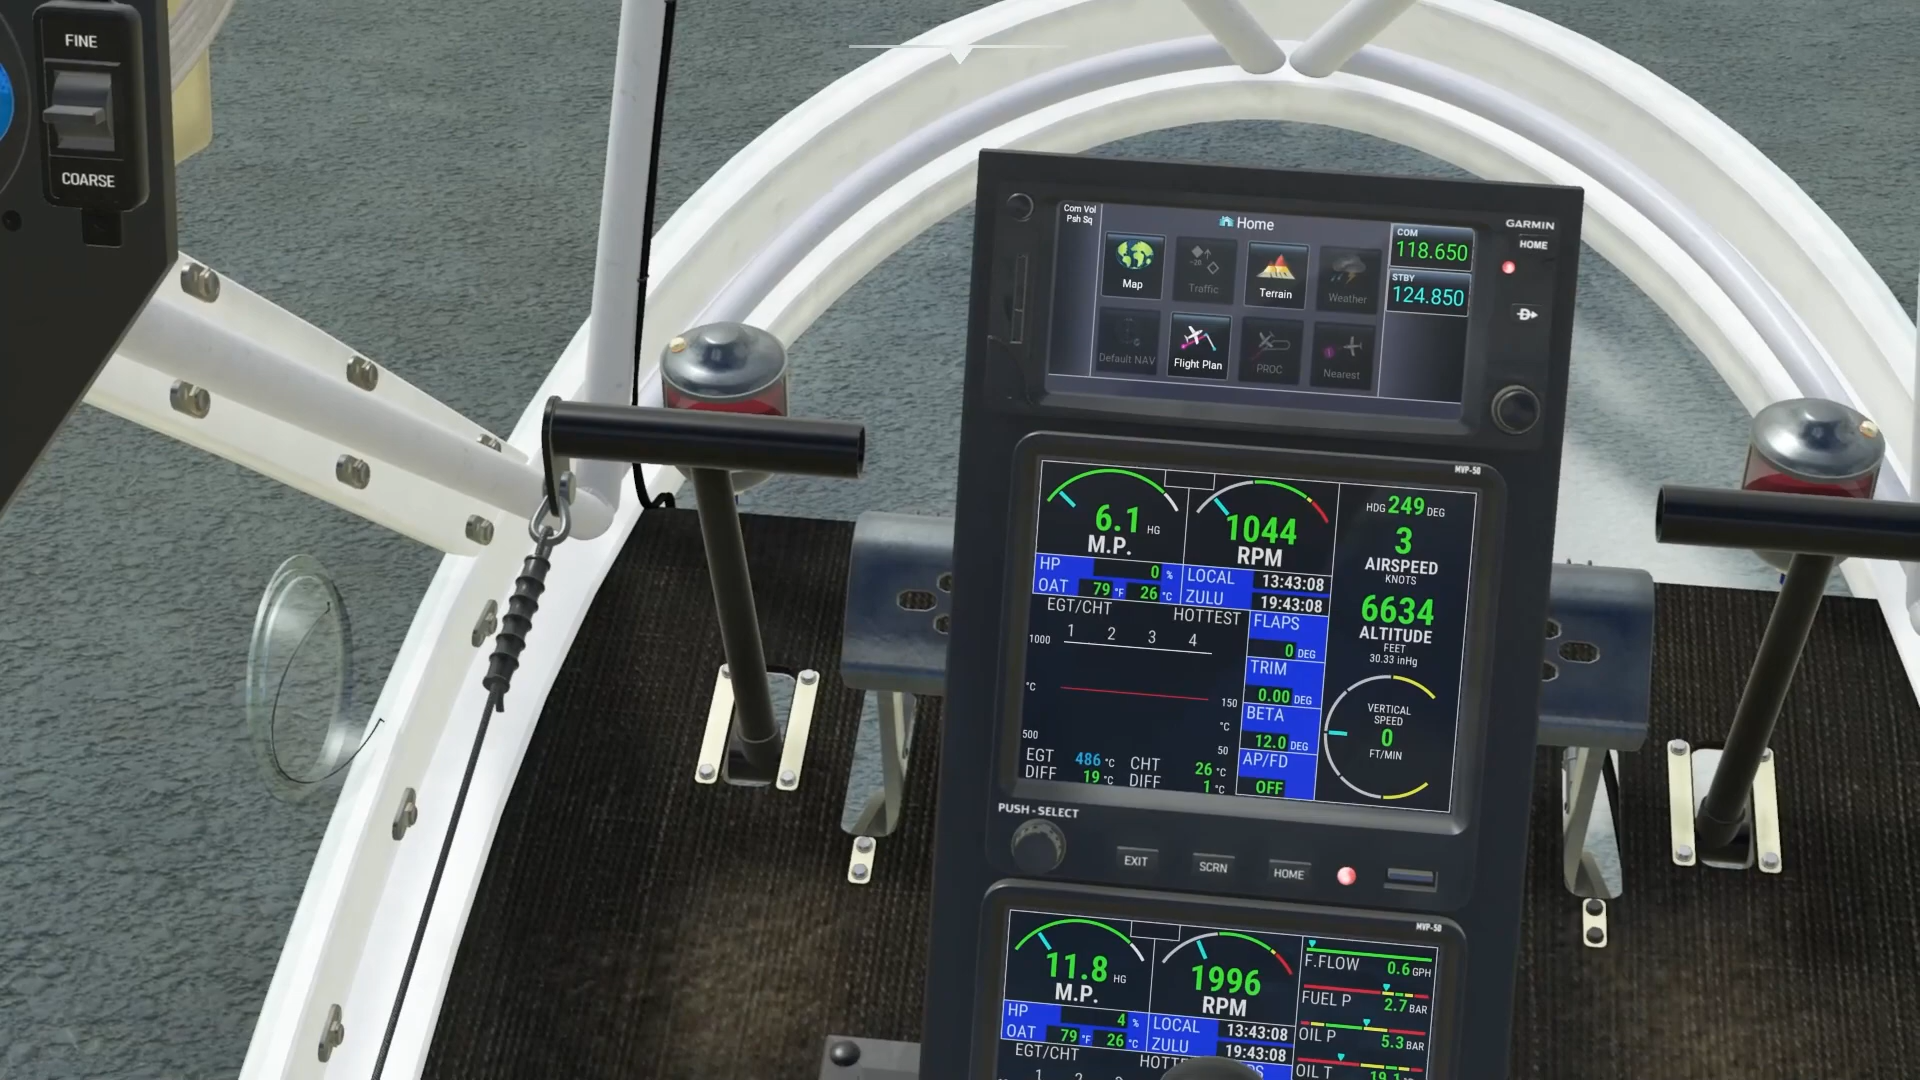 FINE
COARSE
Com Vol
Psh Sq
Home
COM
118.650
STBY
124.850
GARMIN
HOME
Map
Traffic
Terrain
Weather
Default NAV
Flight Plan
PROC
Nearest
MVP-50
6.1 HG
M.P.
1044
RPM
HDG 249 DEG
3
AIRSPEED
KNOTS
6634
ALTITUDE
FEET
30.33 inHg
VERTICAL
SPEED
0
FT/MIN
HP 0 %
OAT 79 °F 26 °C
LOCAL 13:43:08
ZULU 19:43:08
EGT/CHT HOTTEST
1 2 3 4
1000
°C
500
150
°C
50
FLAPS
0 DEG
TRIM
0.00 DEG
BETA
12.0 DEG
AP/FD
OFF
EGT 486 °C CHT 26 °C
DIFF 19 °C DIFF 1 °C
PUSH-SELECT
EXIT
SCRN
HOME
MVP-50
11.8 HG
M.P.
1996
RPM
F.FLOW 0.6 GPH
FUEL P 2.7 BAR
OIL P 5.3 BAR
OIL T 19.1
HP 4 %
OAT 79 °F 26 °C
LOCAL 13:43:08
ZULU 19:43:08
EGT/CHT
1 2